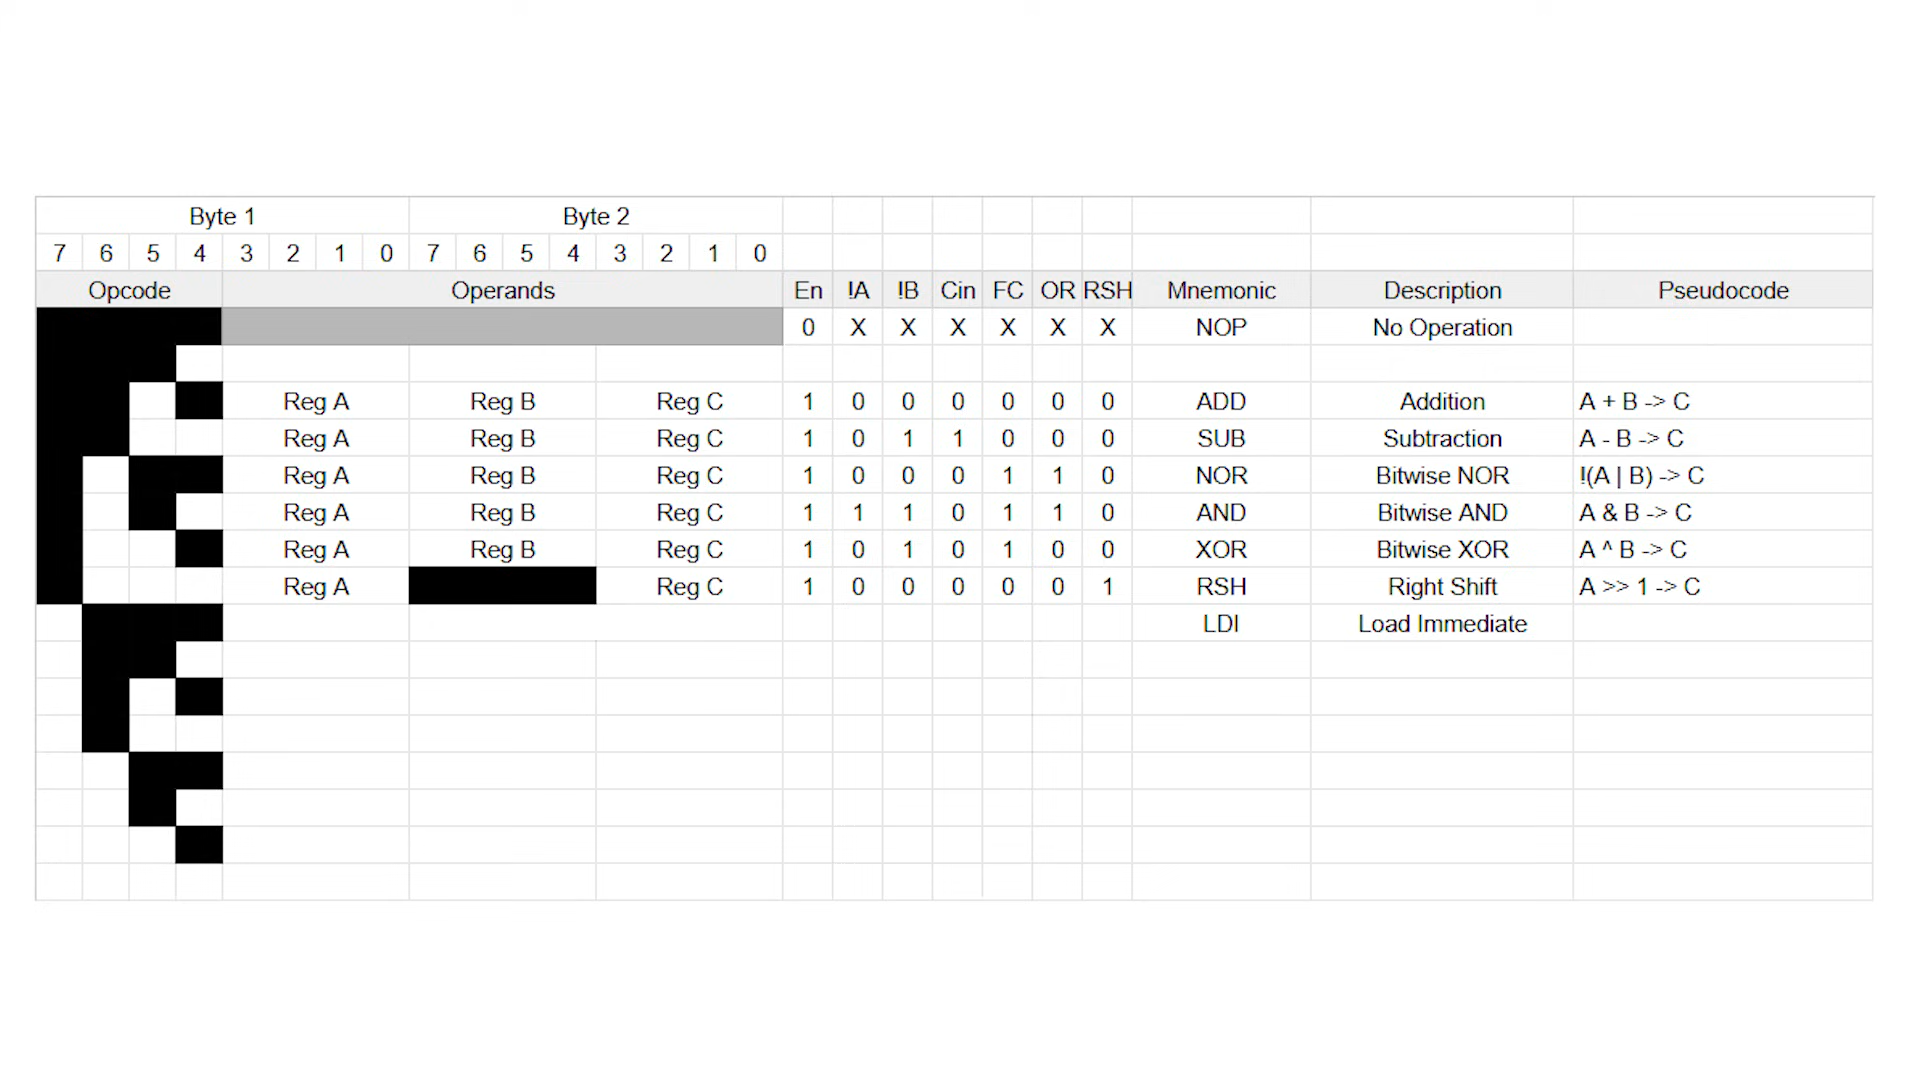 Byte 1 Byte 2
7 6 5 4 3 2 1 0 7 6 5 4 3 2 1 0
Opcode Operands En !A !B Cin FC OR RSH Mnemonic Description Pseudocode
0 X X X X X X NOP No Operation
Reg A Reg B Reg C 1 0 0 0 0 0 0 ADD Addition A + B -> C
Reg A Reg B Reg C 1 0 1 1 0 0 0 SUB Subtraction A - B -> C
Reg A Reg B Reg C 1 0 0 0 1 1 0 NOR Bitwise NOR !(A | B) -> C
Reg A Reg B Reg C 1 1 1 0 1 1 0 AND Bitwise AND A & B -> C
Reg A Reg B Reg C 1 0 1 0 1 0 0 XOR Bitwise XOR A ^ B -> C
Reg A Reg C 1 0 0 0 0 0 1 RSH Right Shift A >> 1 -> C
LDI Load Immediate